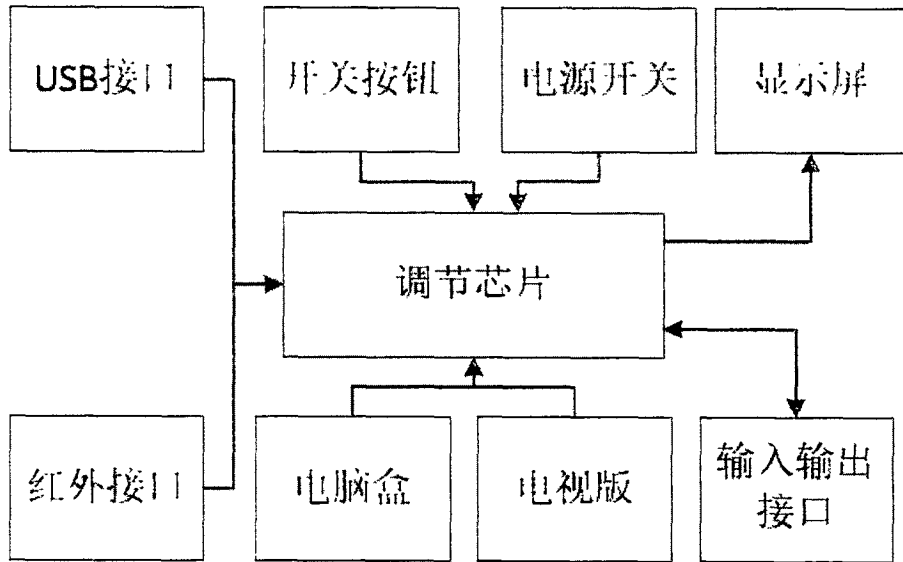 USB接口
开关按钮
电源开关
显示屏
调节芯片
红外接口
电脑盒
电视版
输入输出
接口